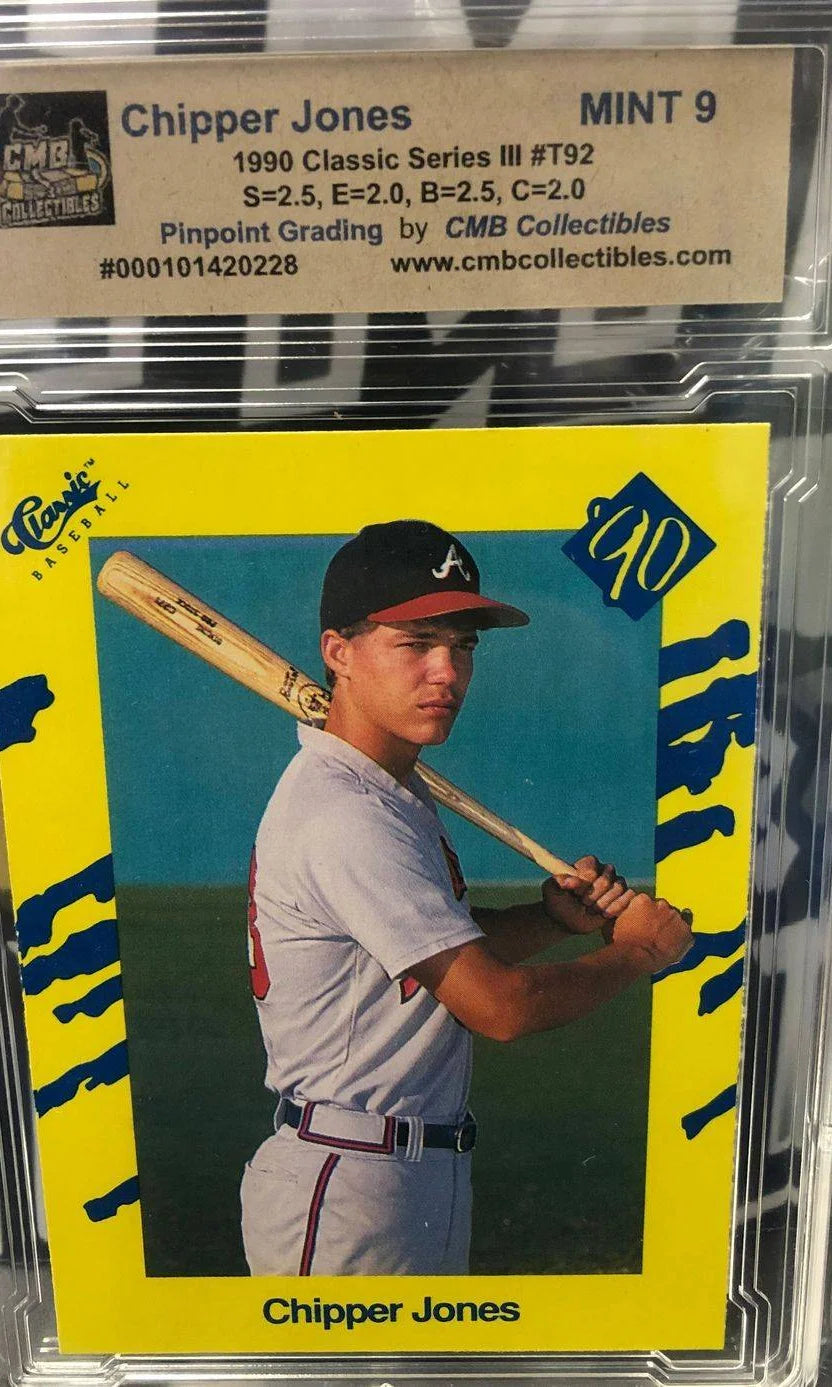 CMB
COLLECTIBLES
Chipper Jones
MINT 9
1990 Classic Series III #T92
S=2.5, E=2.0, B=2.5, C=2.0
Pinpoint Grading by CMB Collectibles
#000101420228
www.cmbcollectibles.com
Classic™
BASEBALL
'90
A
Chipper Jones